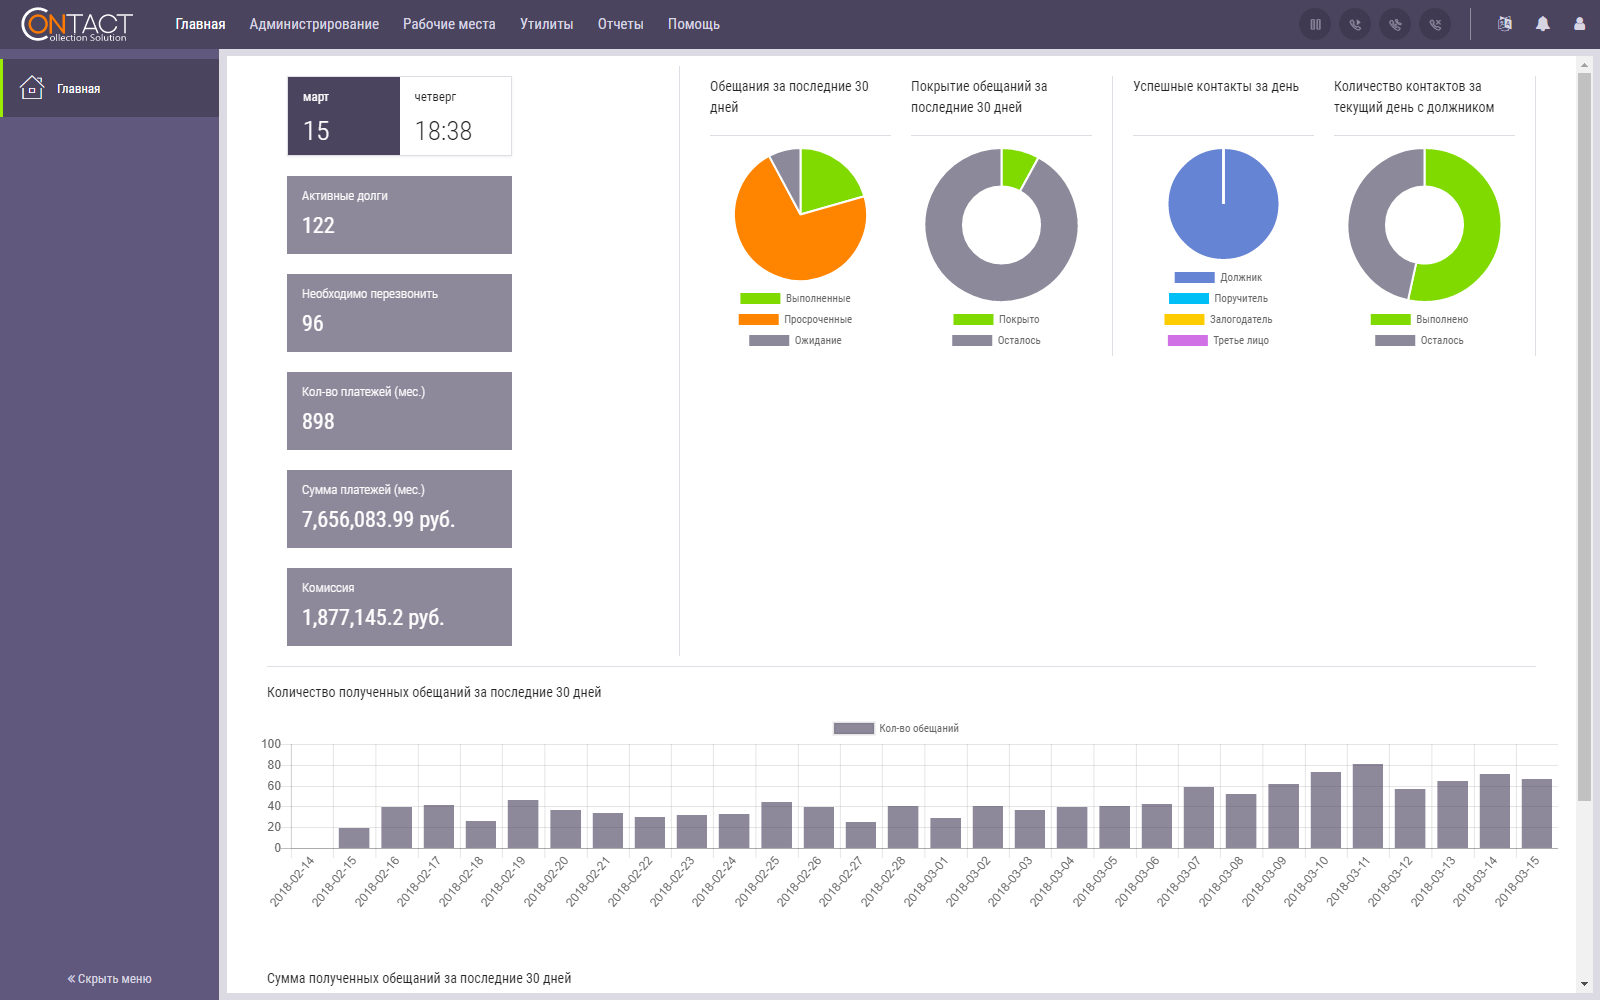 CONTACT
ollection Solution
Главная
Администрирование
Рабочие места
Утилиты
Отчеты
Помощь
Главная
март
15
четверг
18:38
Активные долги
122
Необходимо перезвонить
96
Кол-во платежей (мес.)
898
Сумма платежей (мес.)
7,656,083.99 руб.
Комиссия
1,877,145.2 руб.
Обещания за последние 30
дней
Выполненные
Просроченные
Ожидание
Покрытие обещаний за
последние 30 дней
Покрыто
Осталось
Успешные контакты за день
Должник
Поручитель
Залогодатель
Третье лицо
Количество контактов за
текущий день с должником
Выполнено
Осталось
Количество полученных обещаний за последние 30 дней
Кол-во обещаний
100
80
60
40
20
0
2018-02-14
2018-02-15
2018-02-16
2018-02-17
2018-02-18
2018-02-19
2018-02-20
2018-02-21
2018-02-22
2018-02-23
2018-02-24
2018-02-25
2018-02-26
2018-02-27
2018-02-28
2018-03-01
2018-03-02
2018-03-03
2018-03-04
2018-03-05
2018-03-06
2018-03-07
2018-03-08
2018-03-09
2018-03-10
2018-03-11
2018-03-12
2018-03-13
2018-03-14
2018-03-15
Сумма полученных обещаний за последние 30 дней
« Скрыть меню